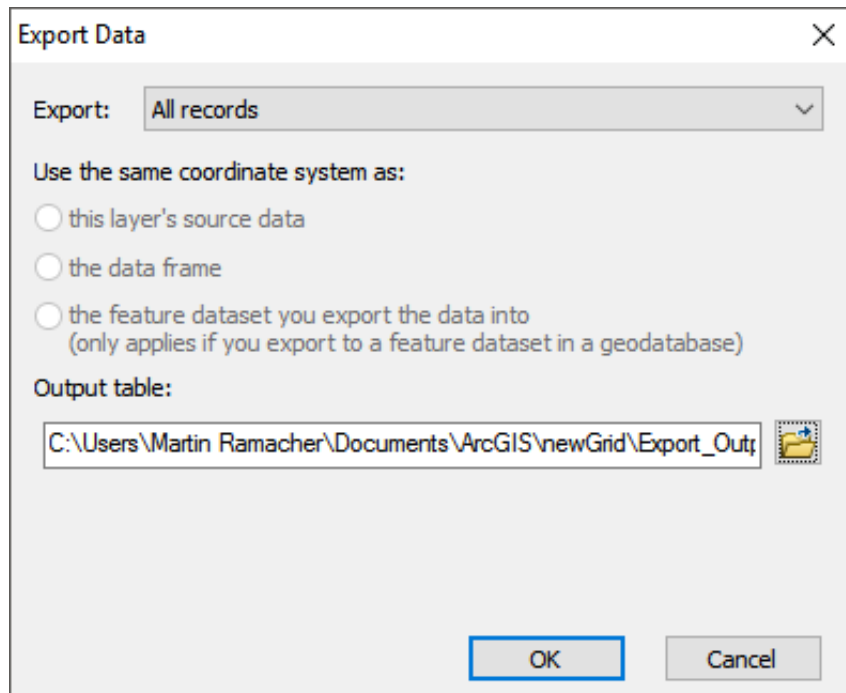 Export Data
Export: All records
Use the same coordinate system as:
this layer's source data
the data frame
the feature dataset you export the data into
(only applies if you export to a feature dataset in a geodatabase)
Output table:
C:\Users\Martin Ramacher\Documents\ArcGIS\newGrid\Export_Outp
OK Cancel